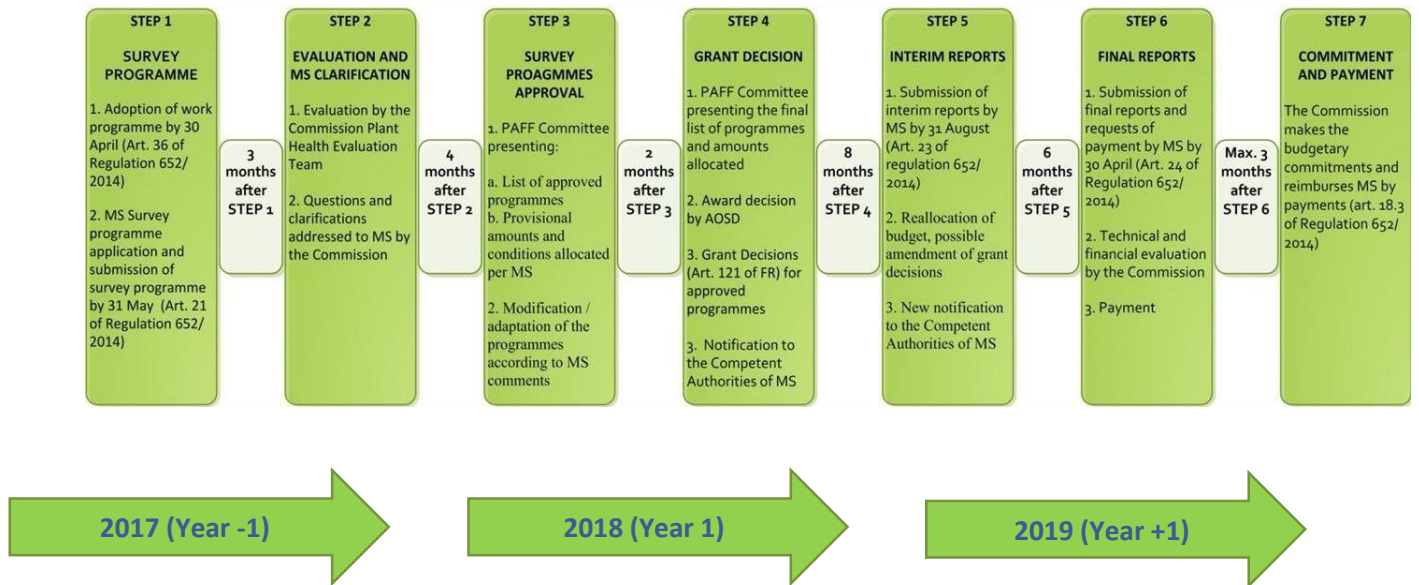 STEP 1
SURVEY
PROGRAMME
1. Adoption of work
programme by 30
April (Art. 36 of
Regulation 652/
2014)
2. MS Survey
programme
application and
submission of
survey programme
by 31 May (Art. 21
of Regulation 652/
2014)
3
months
after
STEP 1
STEP 2
EVALUATION AND
MS CLARIFICATION
1. Evaluation by the
Commission Plant
Health Evaluation
Team
2. Questions and
clarifications
addressed to MS by
the Commission
4
months
after
STEP 2
STEP 3
SURVEY
PROAGMMES
APPROVAL
1. PAFF Committee
presenting:
a. List of approved
programmes
b. Provisional
amounts and
conditions allocated
per MS
2. Modification /
adaptation of the
programmes
according to MS
comments
2
months
after
STEP 3
STEP 4
GRANT DECISION
1. PAFF Committee
presenting the final
list of programmes
and amounts
allocated
2. Award decision
by AOSD
3. Grant Decisions
(Art. 121 of FR) for
approved
programmes
3. Notification to
the Competent
Authorities of MS
8
months
after
STEP 4
STEP 5
INTERIM REPORTS
1. Submission of
interim reports by
MS by 31 August
(Art. 23 of
regulation 652/
2014)
2. Reallocation of
budget, possible
amendment of grant
decisions
3. New notification
to the Competent
Authorities of MS
6
months
after
STEP 5
STEP 6
FINAL REPORTS
1. Submission of
final reports and
requests of
payment by MS by
30 April (Art. 24 of
Regulation 652/
2014)
2. Technical and
financial evaluation
by the Commission
3. Payment
Max. 3
months
after
STEP 6
STEP 7
COMMITMENT
AND PAYMENT
The Commission
makes the
budgetary
commitments and
reimburses MS by
payments (art. 18.3
of Regulation 652/
2014)
2017 (Year -1)
2018 (Year 1)
2019 (Year +1)